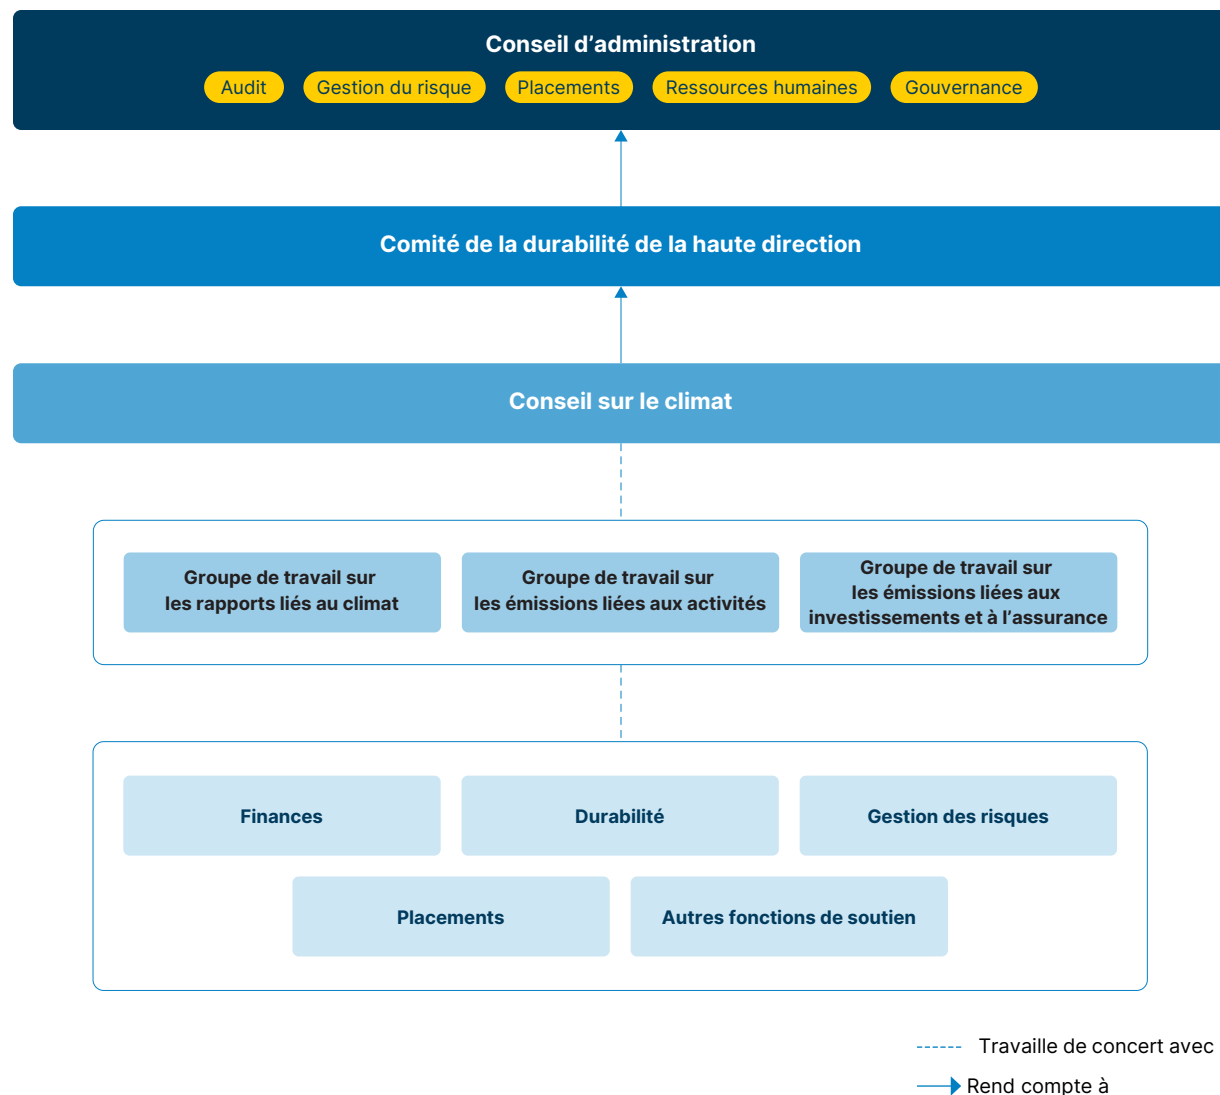 Conseil d’administration
Audit
Gestion du risque
Placements
Ressources humaines
Gouvernance
Comité de la durabilité de la haute direction
Conseil sur le climat
Groupe de travail sur
les rapports liés au climat
Groupe de travail sur
les émissions liées aux activités
Groupe de travail sur
les émissions liées aux
investissements et à l’assurance
Finances
Durabilité
Gestion des risques
Placements
Autres fonctions de soutien
Travaille de concert avec
Rend compte à